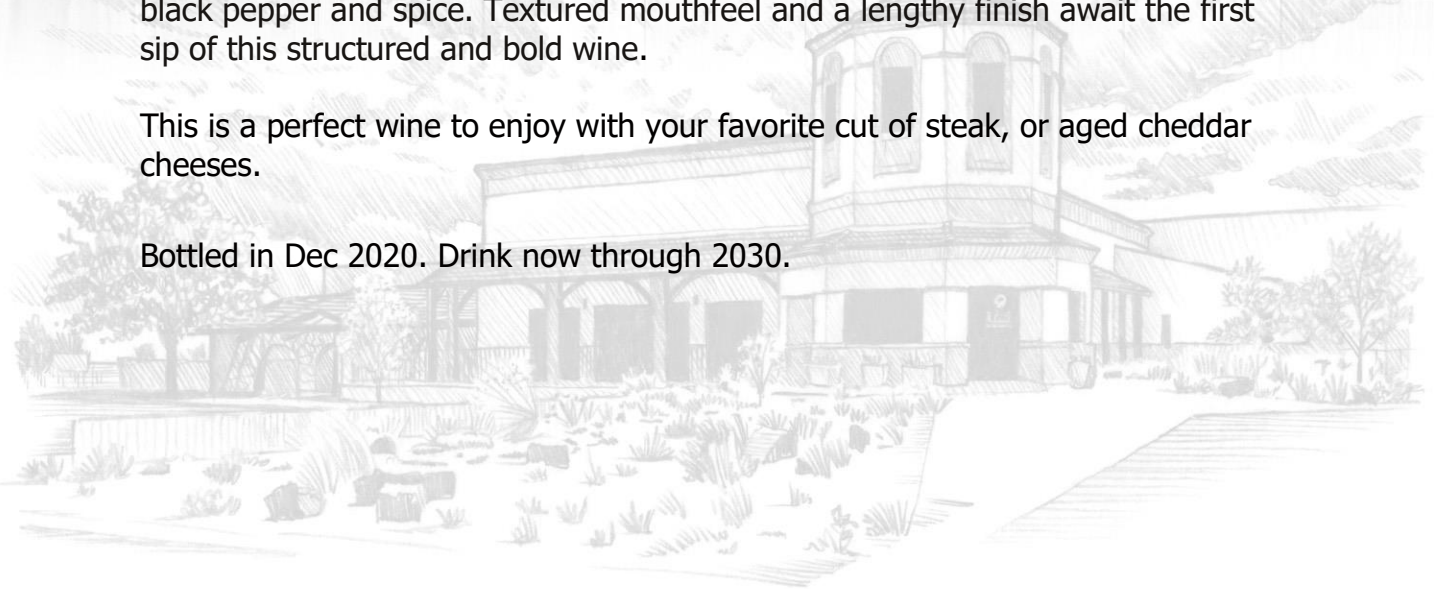 black pepper and spice. Textured mouthfeel and a lengthy finish await the first
sip of this structured and bold wine.
This is a perfect wine to enjoy with your favorite cut of steak, or aged cheddar
cheeses.
Bottled in Dec 2020. Drink now through 2030.